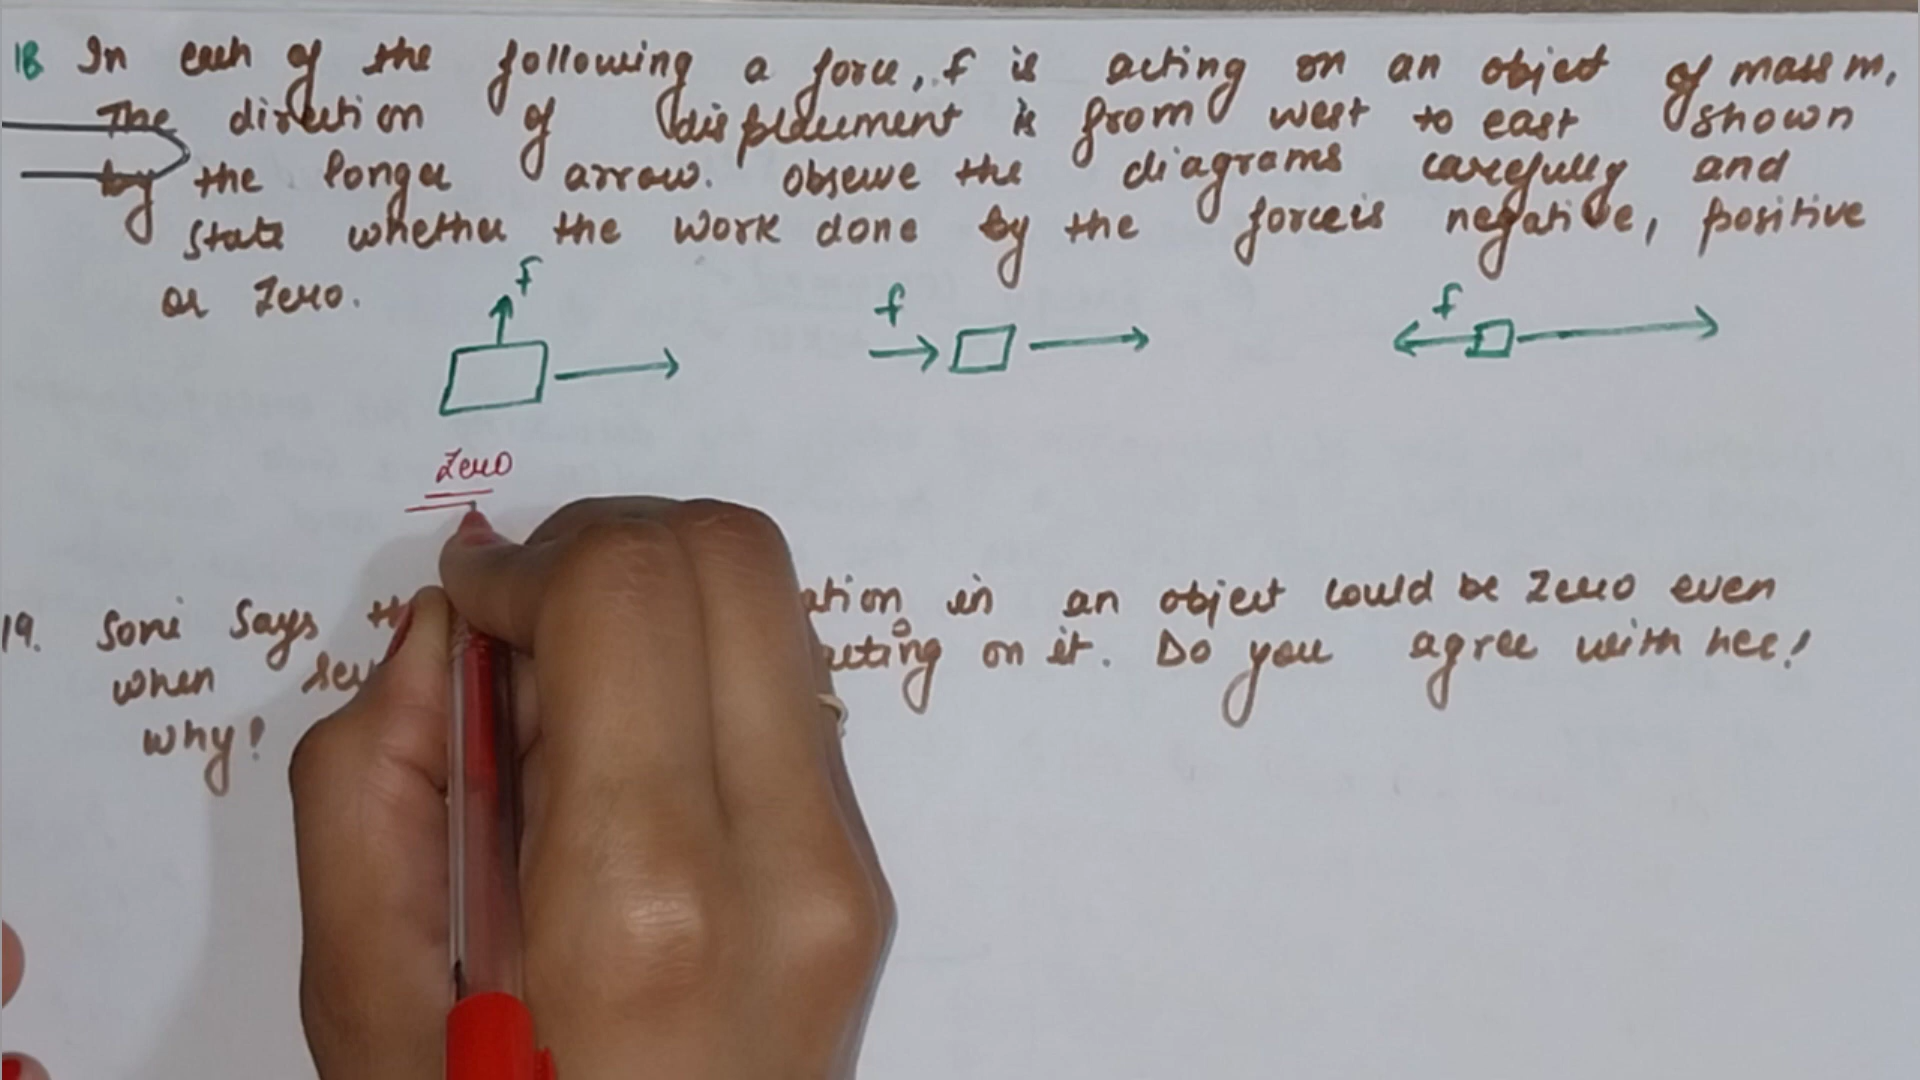 18 In each of the following a force, F is acting on an object of mass m,
The direction of displacement is from west to east shown
by the longer arrow. Observe the diagrams carefully and
state whether the work done by the force is negative, positive
or zero.
F
F
F
Zero
19. Soni says ation in an object could be zero even
when acting on it. Do you agree with her!
why!